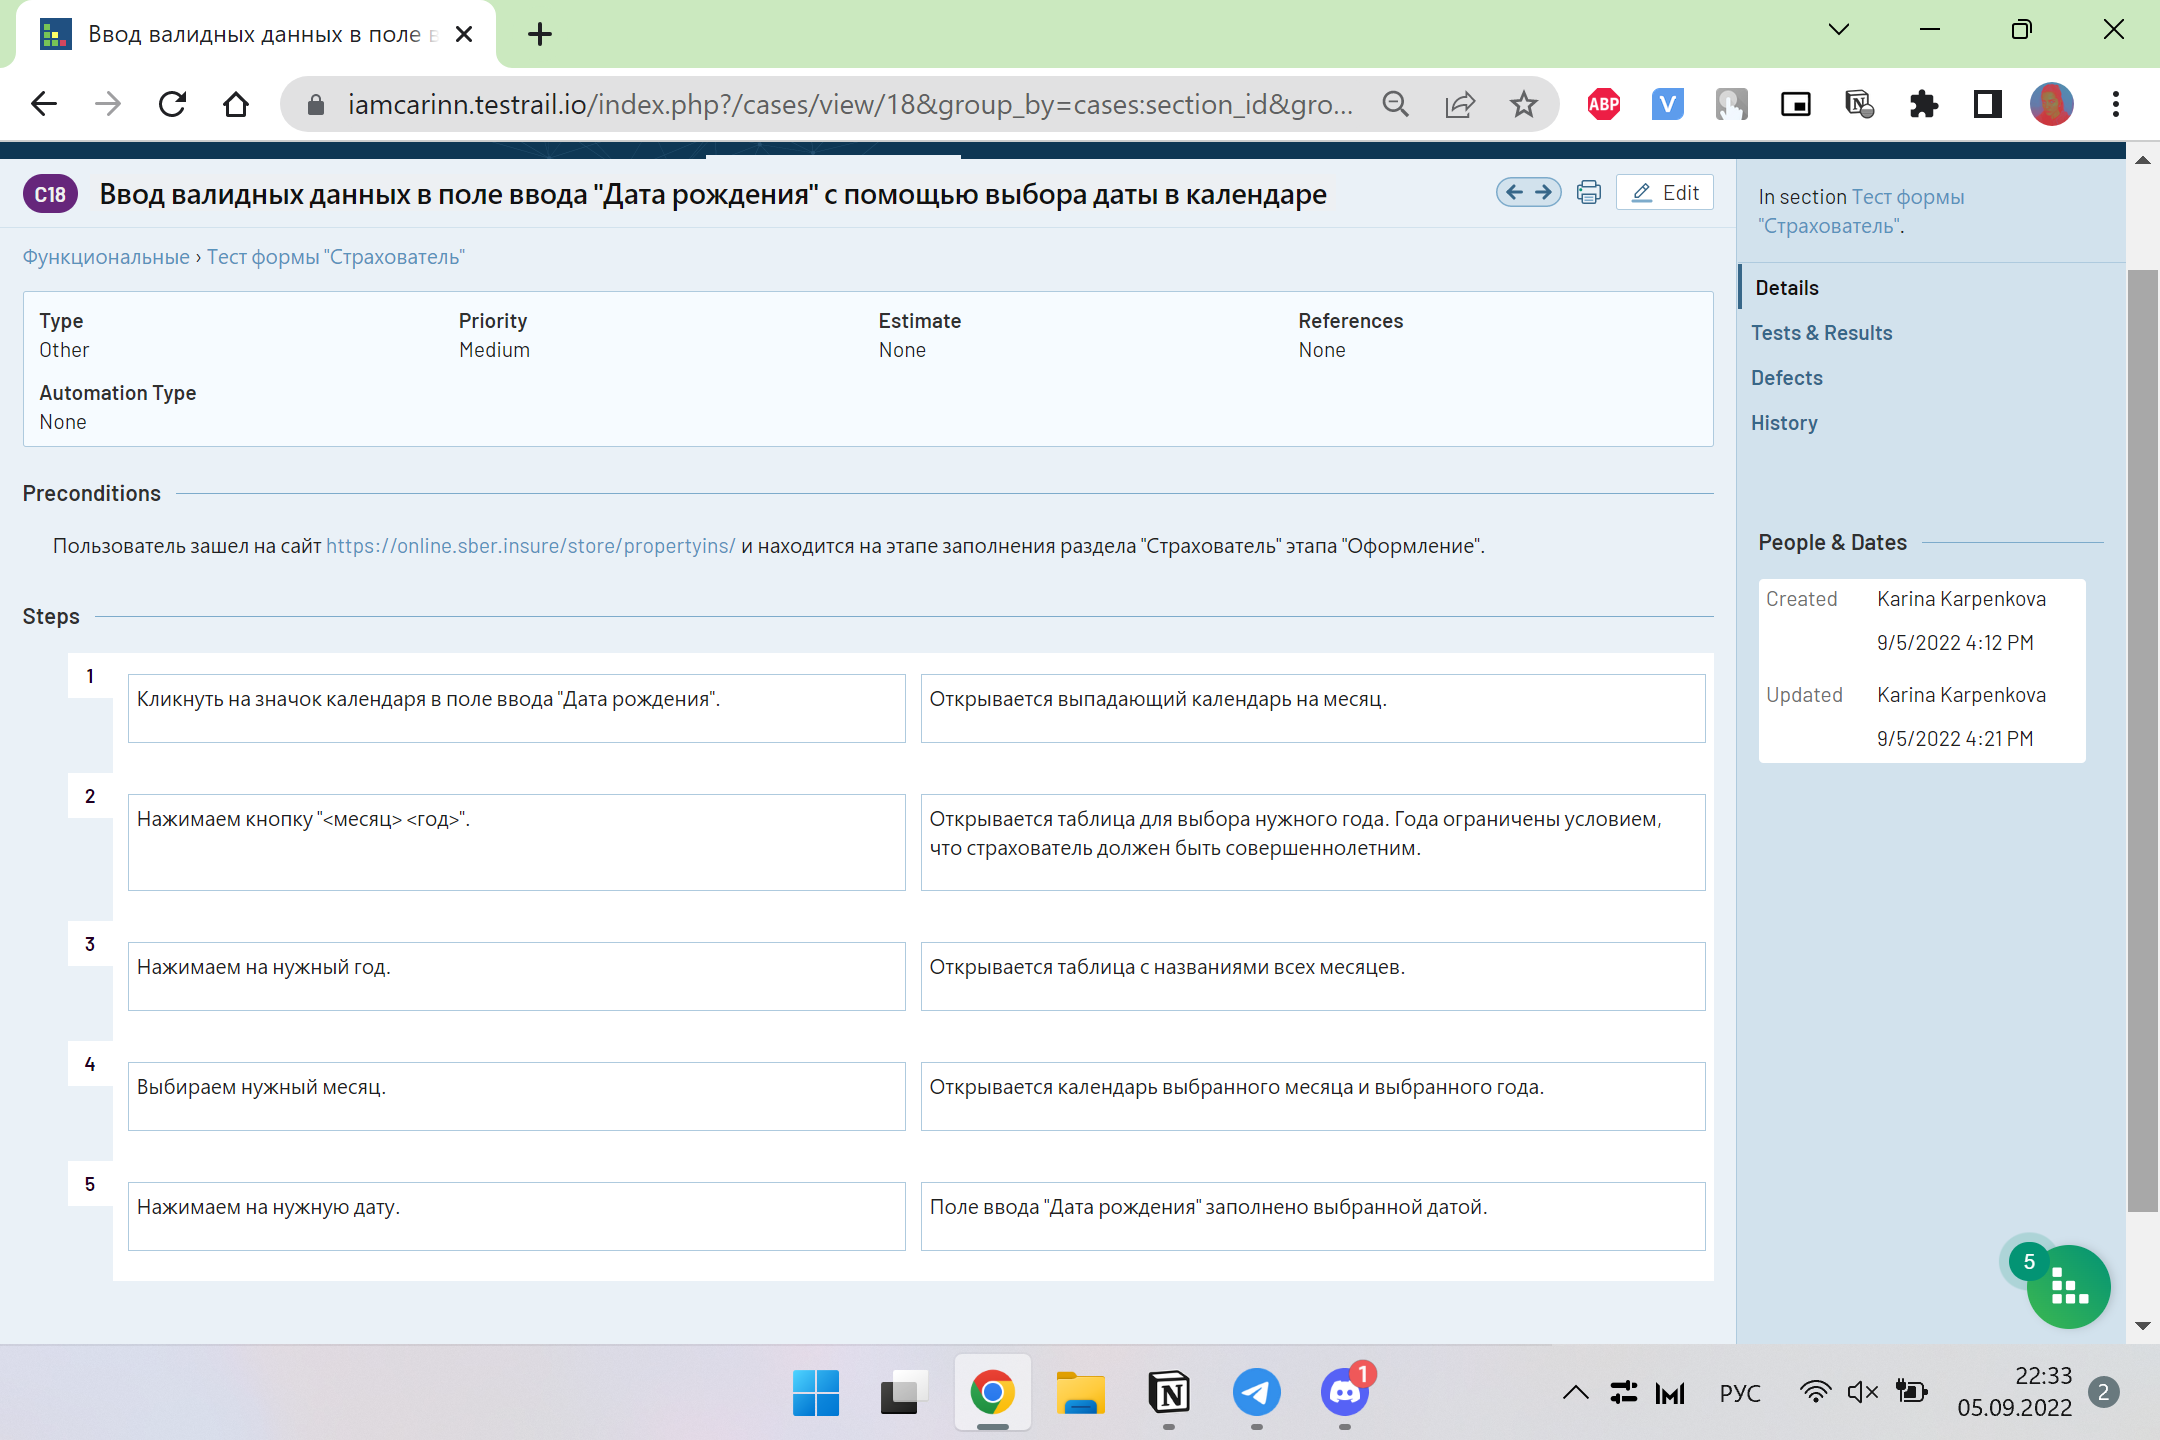 Ввод валидных данных в поле в
iamcarinn.testrail.io/index.php?/cases/view/18&group_by=cases:section_id&gro...
ABP
V
C18
Ввод валидных данных в поле ввода "Дата рождения" с помощью выбора даты в календаре
Edit
Функциональные › Тест формы "Страхователь"
Type
Other
Priority
Medium
Estimate
None
References
None
Automation Type
None
Preconditions
Пользователь зашел на сайт https://online.sber.insure/store/propertyins/ и находится на этапе заполнения раздела "Страхователь" этапа "Оформление".
Steps
1
Кликнуть на значок календаря в поле ввода "Дата рождения".
Открывается выпадающий календарь на месяц.
2
Нажимаем кнопку "<месяц> <год>".
Открывается таблица для выбора нужного года. Года ограничены условием,
что страхователь должен быть совершеннолетним.
3
Нажимаем на нужный год.
Открывается таблица с названиями всех месяцев.
4
Выбираем нужный месяц.
Открывается календарь выбранного месяца и выбранного года.
5
Нажимаем на нужную дату.
Поле ввода "Дата рождения" заполнено выбранной датой.
In section Тест формы
"Страхователь".
Details
Tests & Results
Defects
History
People & Dates
Created
Karina Karpenkova
9/5/2022 4:12 PM
Updated
Karina Karpenkova
9/5/2022 4:21 PM
5
1
РУС
22:33
05.09.2022
2